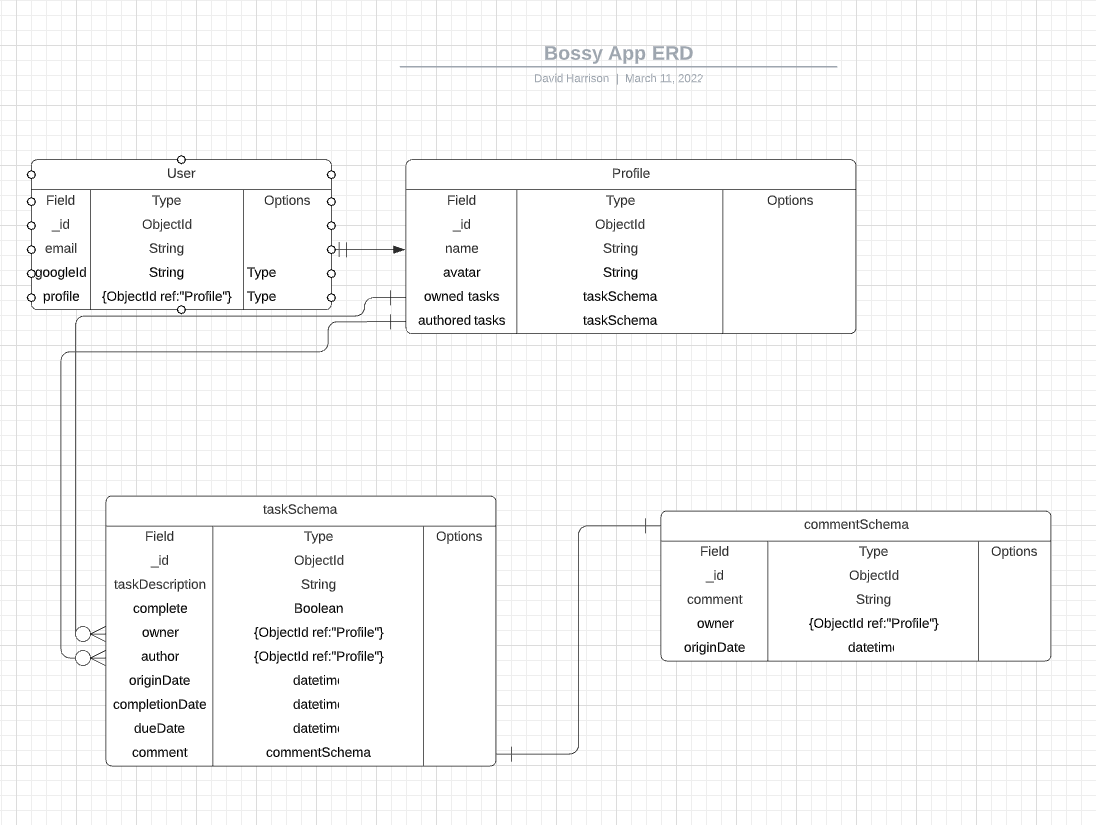 Bossy App ERD
David Harrison | March 11, 2022
User
Field Type Options
_id ObjectId
email String
googleId String Type
profile {ObjectId ref:"Profile"} Type
Profile
Field Type Options
_id ObjectId
name String
avatar String
owned tasks taskSchema
authored tasks taskSchema
taskSchema
Field Type Options
_id ObjectId
taskDescription String
complete Boolean
owner {ObjectId ref:"Profile"}
author {ObjectId ref:"Profile"}
originDate datetime
completionDate datetime
dueDate datetime
comment commentSchema
commentSchema
Field Type Options
_id ObjectId
comment String
owner {ObjectId ref:"Profile"}
originDate datetime